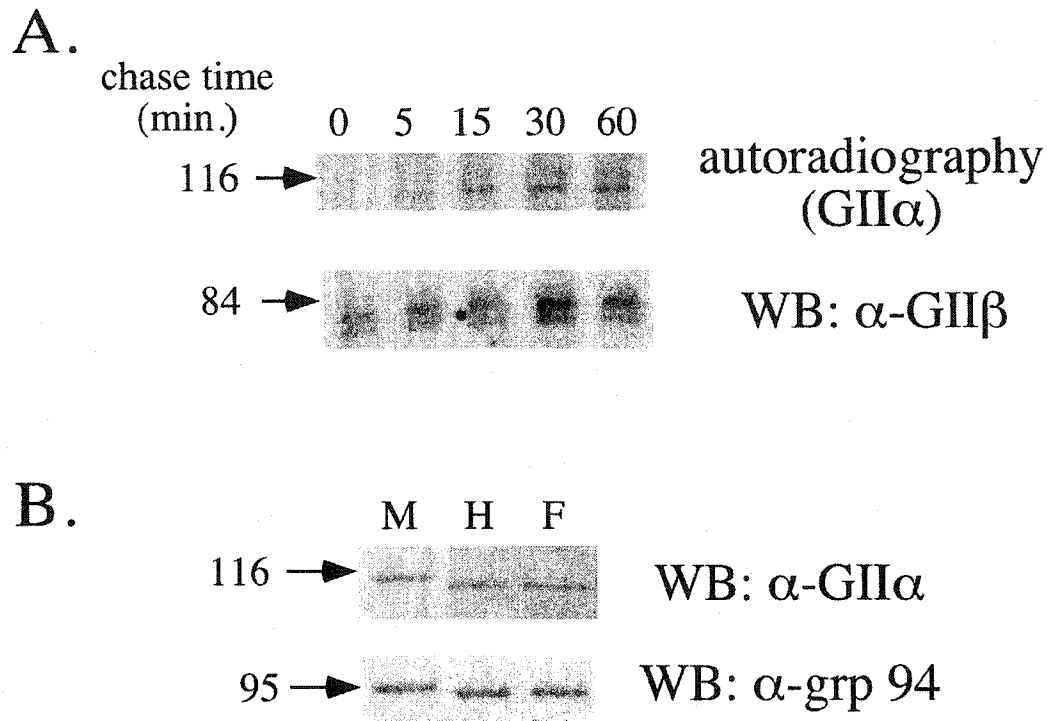 A.
chase time
(min.)
0 5 15 30 60
116
autoradiography
(GIIα)
84
WB: α-GIIβ
B.
M H F
116
WB: α-GIIα
95
WB: α-grp 94